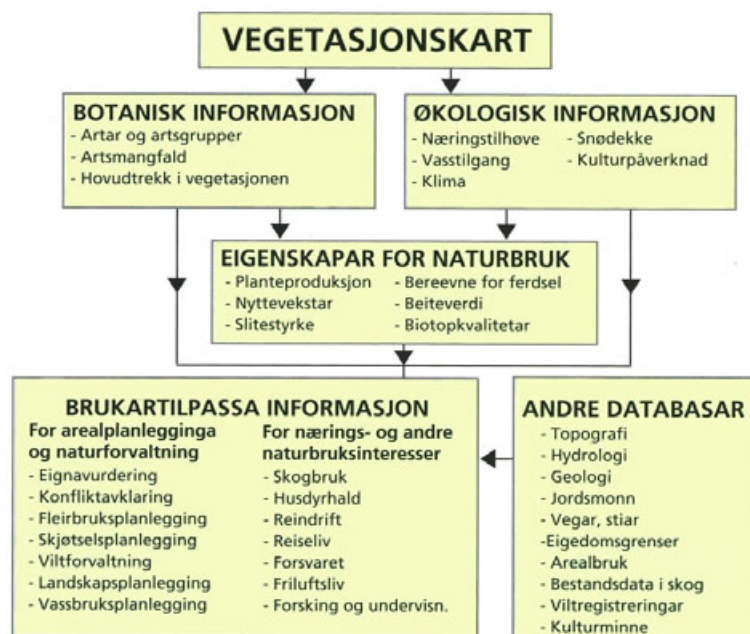 VEGETASJONSKART
BOTANISK INFORMASJON
- Artar og artsgrupper
- Artsmangfald
- Hovudtrekk i vegetasjonen
ØKOLOGISK INFORMASJON
- Næringstilhøve
- Vasstilgang
- Klima
- Snødekke
- Kulturpåverknad
EIGENSKAPAR FOR NATURBRUK
- Planteproduksjon
- Nyttevekstar
- Slitestyrke
- Bereevne for ferdsel
- Beiteverdi
- Biotopkvalitetar
BRUKARTILPASSA INFORMASJON
For arealplanlegginga
og naturforvaltning
- Eignavurdering
- Konfliktavklaring
- Fleirbruksplanlegging
- Skjøtselsplanlegging
- Viltforvaltning
- Landskapsplanlegging
- Vassbruksplanlegging
For nærings- og andre
naturbruksinteresser
- Skogbruk
- Husdyrhald
- Reindrift
- Reiseliv
- Forsvaret
- Friluftsliv
- Forsking og undervisn.
ANDRE DATABASAR
- Topografi
- Hydrologi
- Geologi
- Jordsmonn
- Vegar, stiar
-Eigedomsgrenser
- Arealbruk
- Bestandsdata i skog
- Viltregistreringar
- Kulturminne